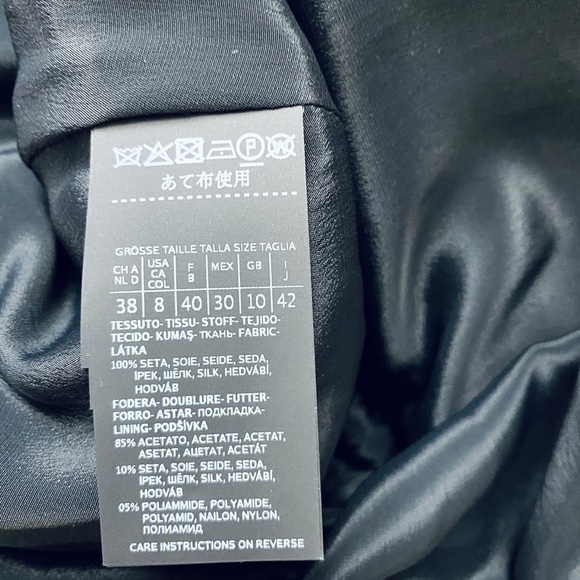 P W
あて布使用
GRÖSSE TAILLE TALLA SIZE TAGLIA
CH A NL D USA CA COL F B MEX GB I J
38 8 40 30 10 42
TESSUTO- TISSU- STOFF- TEJIDO-
TECIDO- KUMAŞ- ТКАНЬ- FABRIC-
LÁTKA
100% SETA, SOIE, SEIDE, SEDA,
İPEK, ШЁЛК, SILK, HEDVÁBÍ,
HODVÁB
FODERA- DOUBLURE- FUTTER-
FORRO- ASTAR- ПОДКЛАДКА-
LINING- PODŠÍVKA
85% ACETATO, ACETATE, ACETAT,
ASETAT, АЦЕТАТ, ACETÁT
10% SETA, SOIE, SEIDE, SEDA,
İPEK, ШЁЛК, SILK, HEDVÁBÍ,
HODVÁB
05% POLIAMMIDE, POLYAMIDE,
POLYAMID, NAILON, NYLON,
ПОЛИАМИД
CARE INSTRUCTIONS ON REVERSE